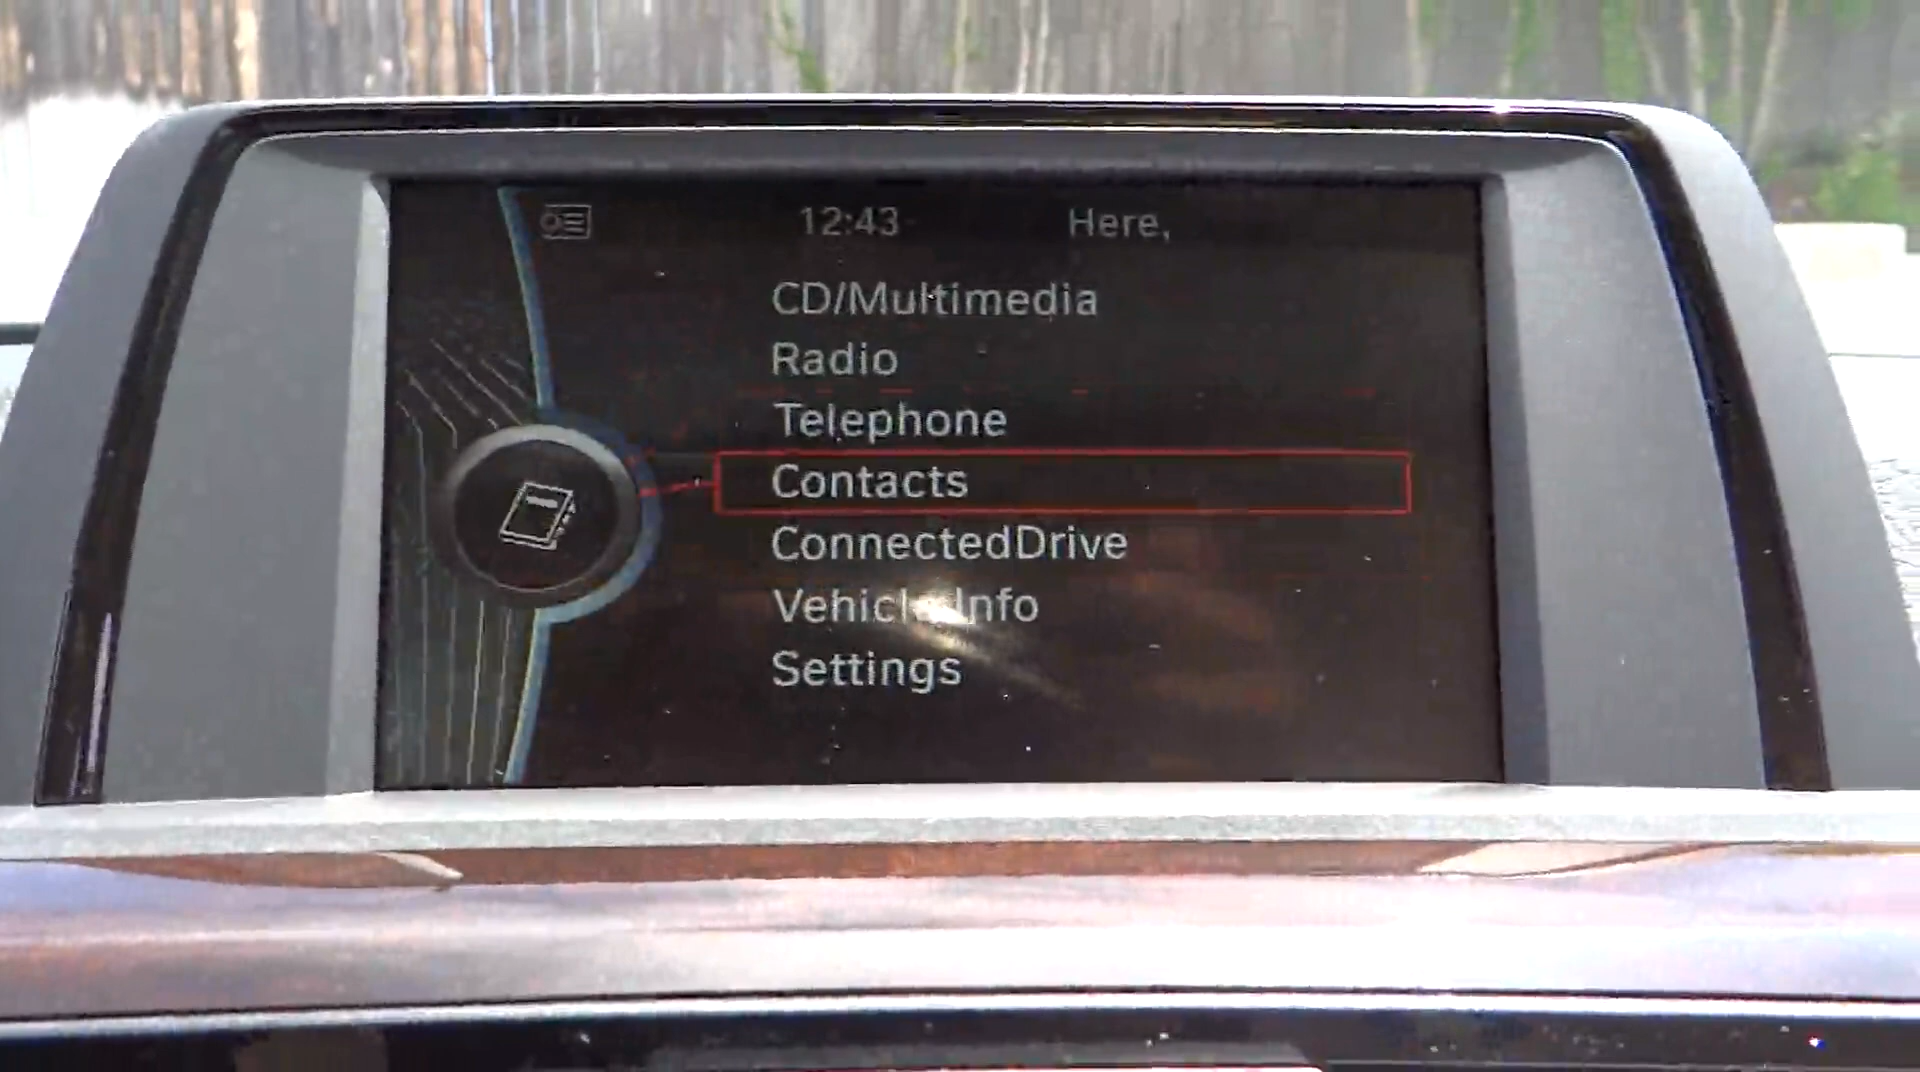 12:43 Here,
CD/Multimedia
Radio
Telephone
Contacts
ConnectedDrive
Vehicle Info
Settings